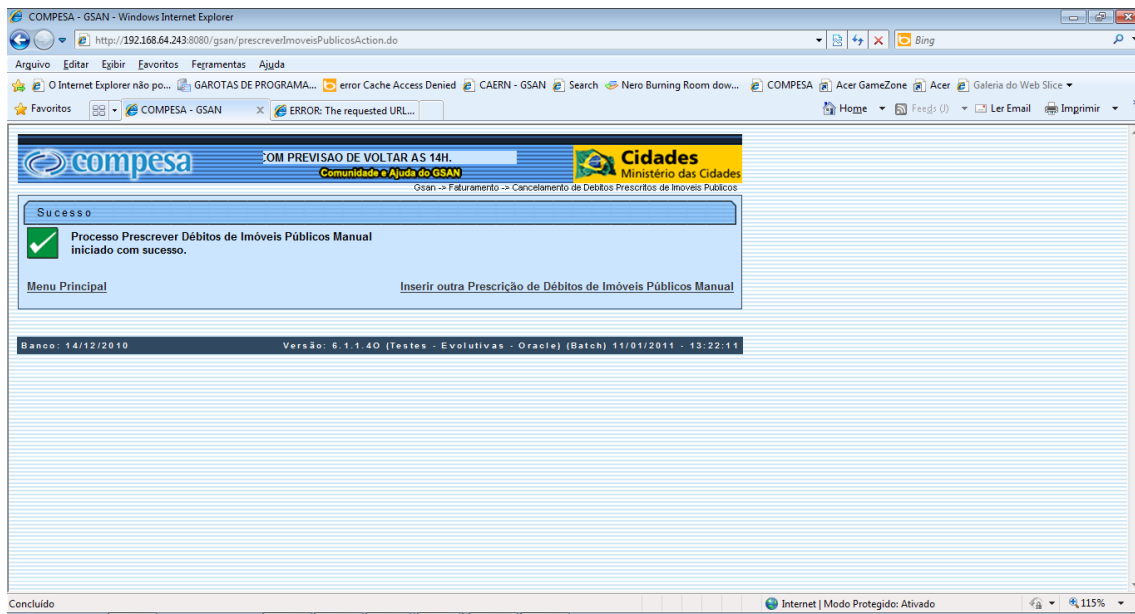 COMPESA - GSAN - Windows Internet Explorer
http://192.168.64.243:8080/gsan/prescreverImoveisPublicosAction.do
Bing
Arquivo Editar Exibir Favoritos Ferramentas Ajuda
O Internet Explorer não po... GAROTAS DE PROGRAMA... error Cache Access Denied CAERN - GSAN Search Nero Burning Room dow... COMPESA Acer GameZone Acer Galeria do Web Slice
Favoritos COMPESA - GSAN X ERROR: The requested URL... Home Feeds (J) Ler Email Imprimir
compesa COM PREVISAO DE VOLTAR AS 14H. Cidades
Comunidade e Ajuda do GSAN Ministério das Cidades
Gsan -> Faturamento -> Cancelamento de Debitos Prescritos de Imoveis Publicos
Sucesso
Processo Prescrever Débitos de Imóveis Públicos Manual
iniciado com sucesso.
Menu Principal Inserir outra Prescrição de Débitos de Imóveis Públicos Manual
Banco: 14/12/2010 Versão: 6.1.1.4O (Testes - Evolutivas - Oracle) (Batch) 11/01/2011 - 13:22:11
Concluído Internet | Modo Protegido: Ativado 115%